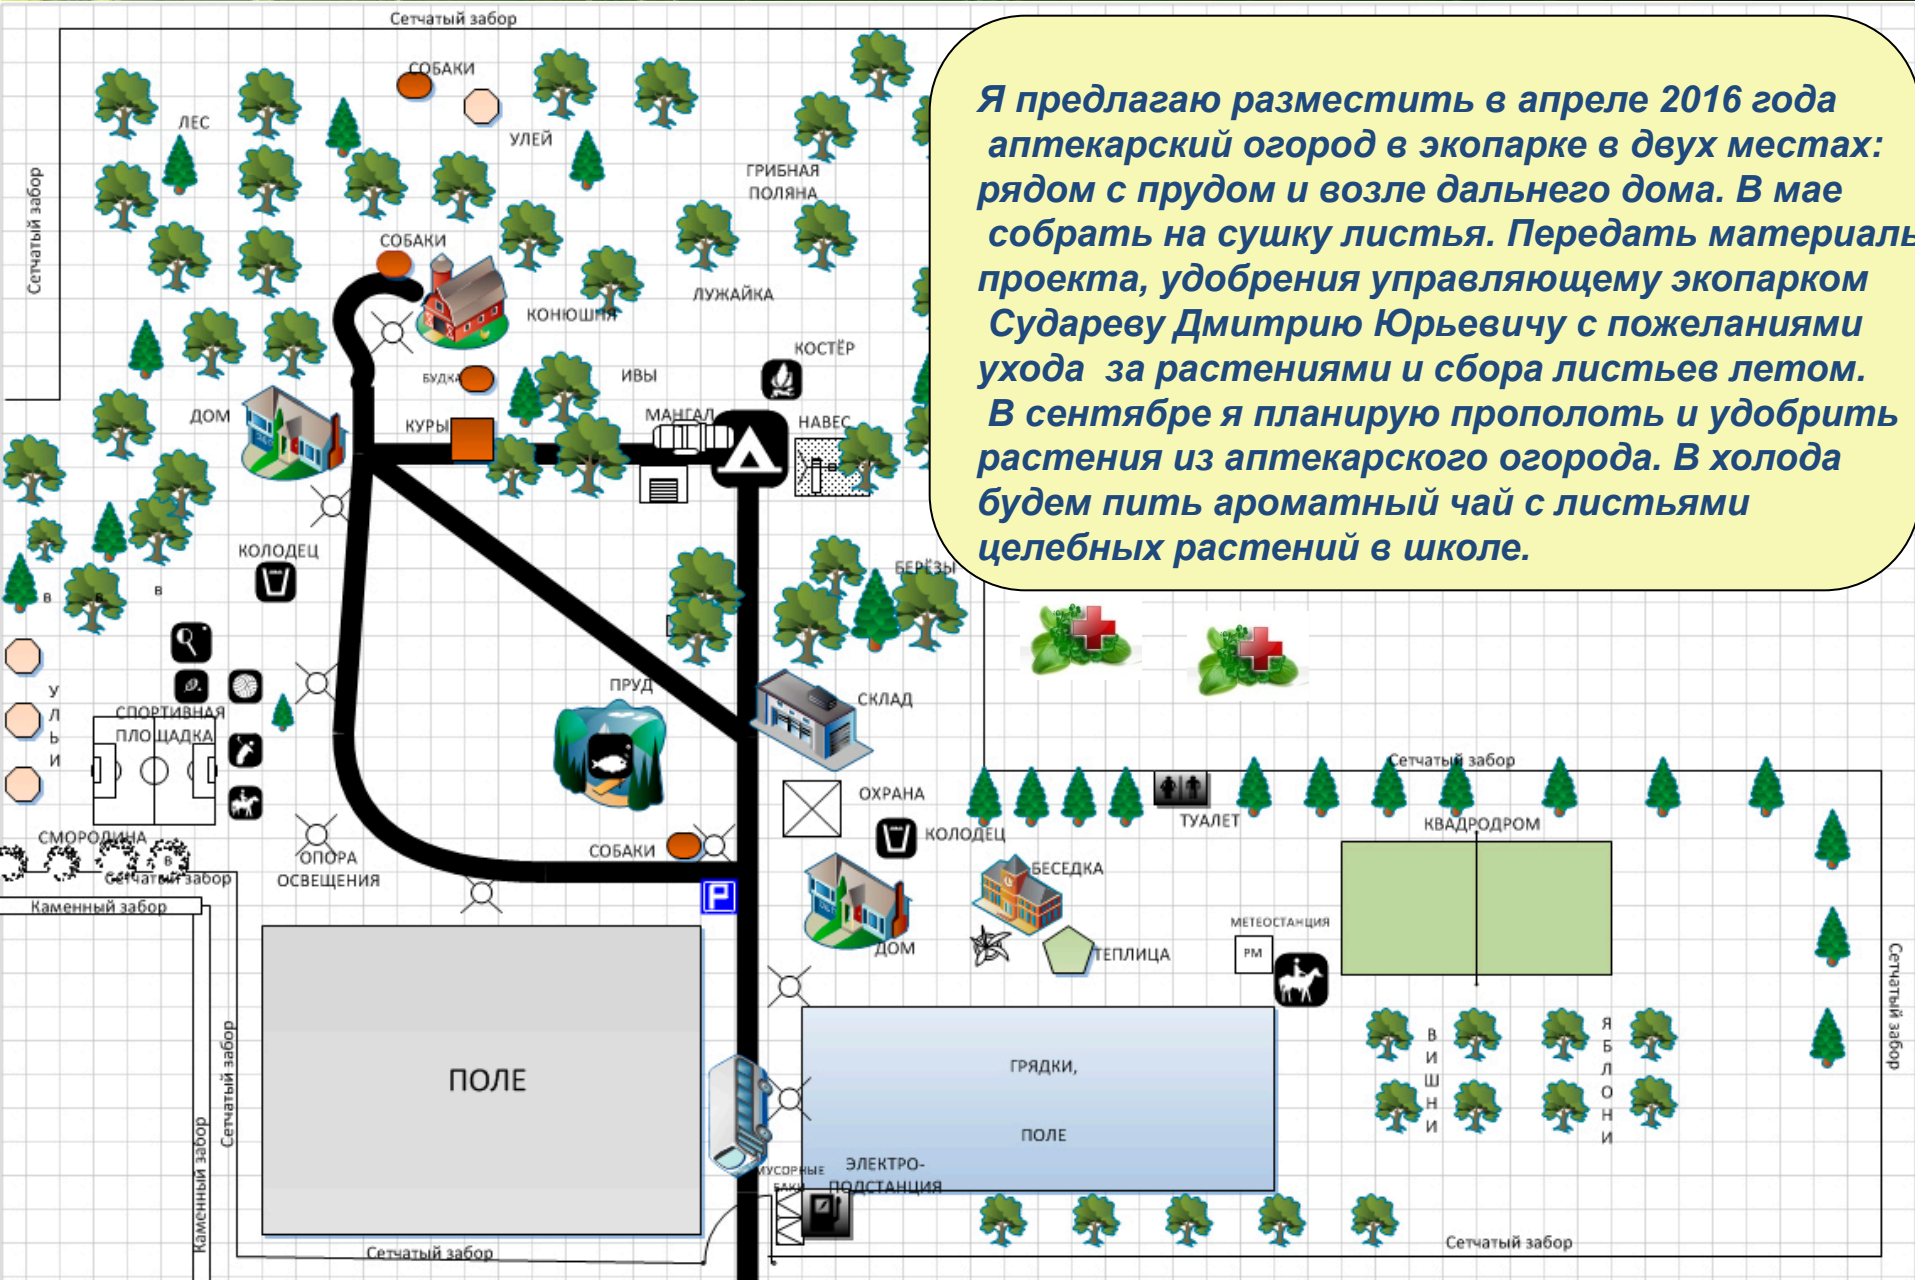 Сетчатый забор
Я предлагаю разместить в апреле 2016 года
аптекарский огород в экопарке в двух местах:
рядом с прудом и возле дальнего дома. В мае
собрать на сушку листья. Передать материаль
проекта, удобрения управляющему экопарком
Судареву Дмитрию Юрьевичу с пожеланиями
ухода за растениями и сбора листьев летом.
В сентябре я планирую прополоть и удобрить
растения из аптекарского огорода. В холода
будем пить ароматный чай с листьями
целебных растений в школе.
СОБАКИ
ЛЕС
УЛЕЙ
ГРИБНАЯ
ПОЛЯНА
Сетчатый забор
СОБАКИ
ЛУЖАЙКА
КОНЮШНЯ
КОСТЁР
БУДКА
ИВЫ
ДОМ
КУРЫ
МАНГАЛ
НАВЕС
В
КОЛОДЕЦ
БЕРЁЗЫ
В
В
В
ПРУД
СКЛАД
УЛЬИ
СПОРТИВНАЯ
ПЛОЩАДКА
Сетчатый забор
ОХРАНА
ТУАЛЕТ
КВАДРОДРОМ
КОЛОДЕЦ
СМОРОДИНА
В
СОБАКИ
ОПОРА
ОСВЕЩЕНИЯ
БЕСЕДКА
Сетчатый забор
Каменный забор
P
ДОМ
ТЕПЛИЦА
МЕТЕОСТАНЦИЯ
РМ
Сетчатый забор
ПОЛЕ
ГРЯДКИ,
ПОЛЕ
ВИШНИ
ЯБЛОНИ
Сетчатый забор
Каменный забор
МУСОРНЫЕ
БАКИ
ЭЛЕКТРО-
ПОДСТАНЦИЯ
Сетчатый забор
Сетчатый забор